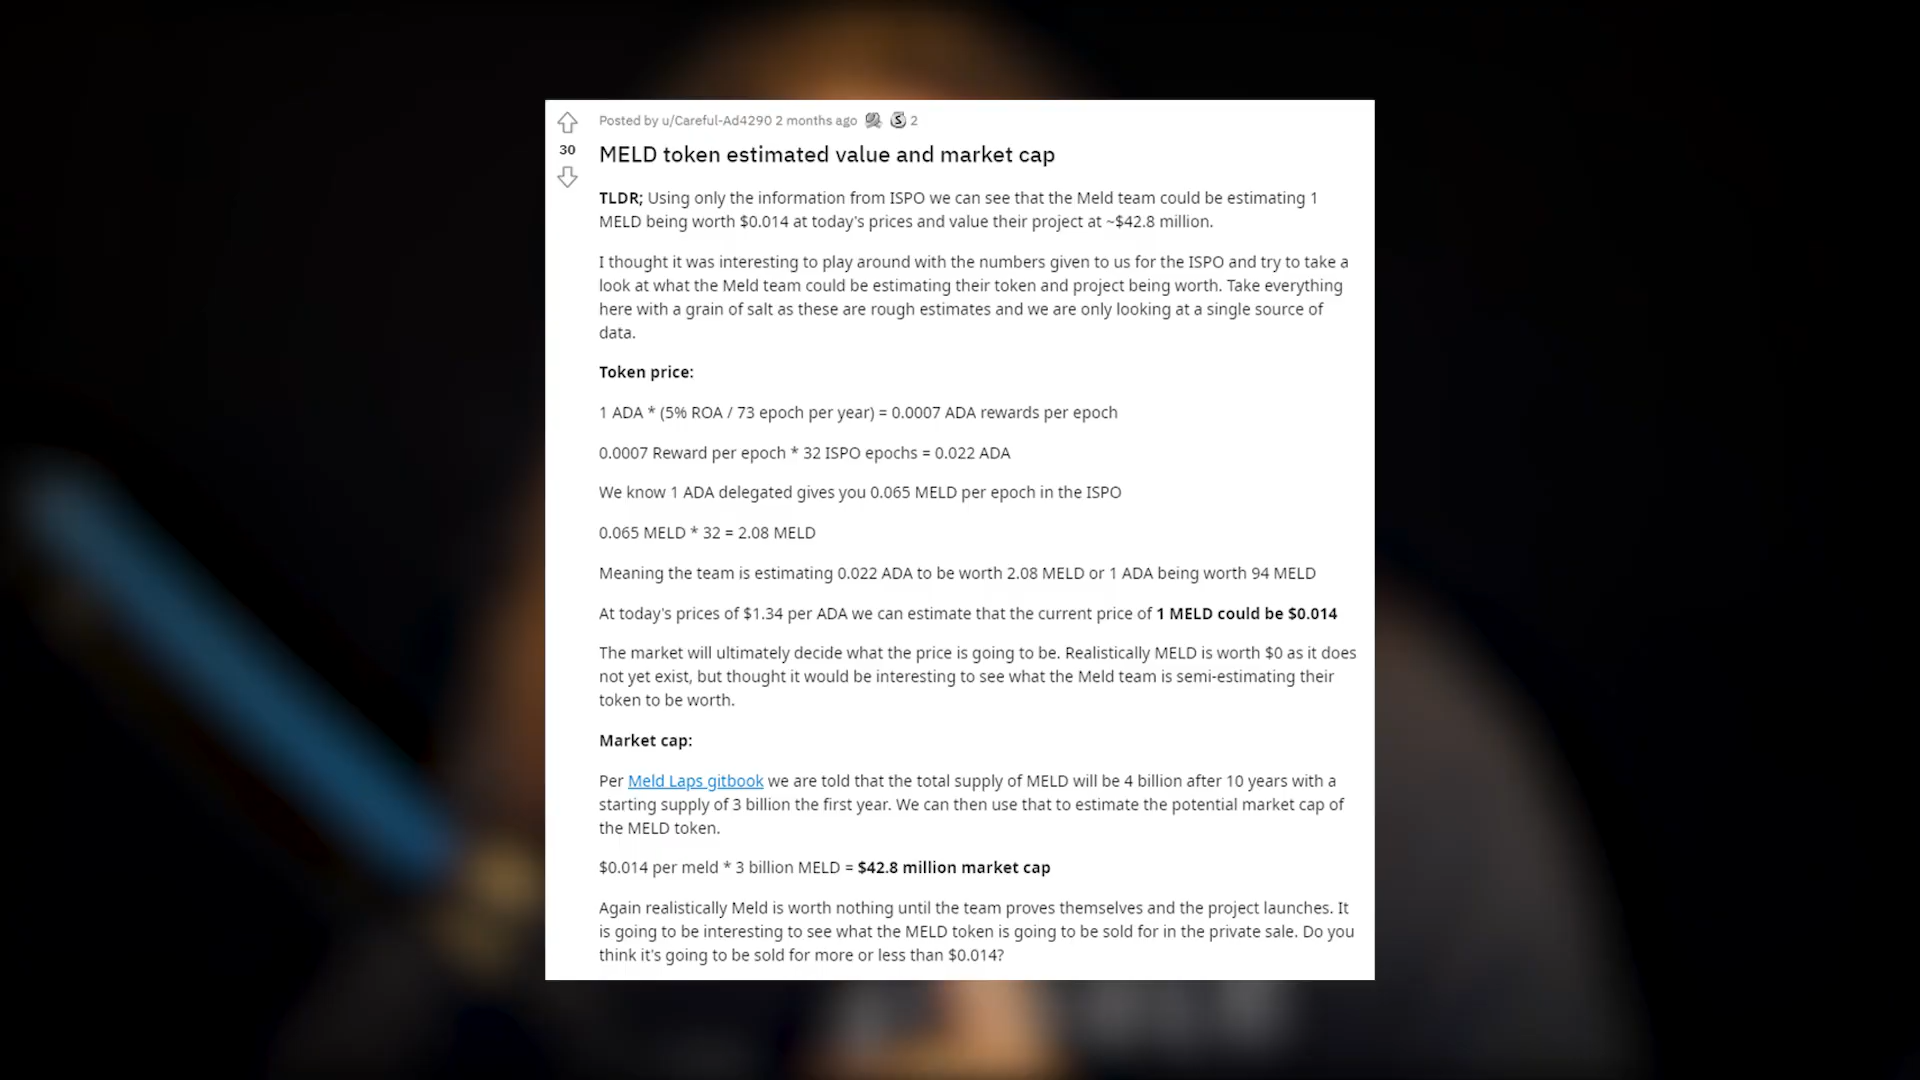 Posted by u/Careful-Ad4290 2 months ago 2
30
MELD token estimated value and market cap
TLDR; Using only the information from ISPO we can see that the Meld team could be estimating 1
MELD being worth $0.014 at today's prices and value their project at ~$42.8 million.
I thought it was interesting to play around with the numbers given to us for the ISPO and try to take a
look at what the Meld team could be estimating their token and project being worth. Take everything
here with a grain of salt as these are rough estimates and we are only looking at a single source of
data.
Token price:
1 ADA * (5% ROA / 73 epoch per year) = 0.0007 ADA rewards per epoch
0.0007 Reward per epoch * 32 ISPO epochs = 0.022 ADA
We know 1 ADA delegated gives you 0.065 MELD per epoch in the ISPO
0.065 MELD * 32 = 2.08 MELD
Meaning the team is estimating 0.022 ADA to be worth 2.08 MELD or 1 ADA being worth 94 MELD
At today's prices of $1.34 per ADA we can estimate that the current price of 1 MELD could be $0.014
The market will ultimately decide what the price is going to be. Realistically MELD is worth $0 as it does
not yet exist, but thought it would be interesting to see what the Meld team is semi-estimating their
token to be worth.
Market cap:
Per Meld Laps gitbook we are told that the total supply of MELD will be 4 billion after 10 years with a
starting supply of 3 billion the first year. We can then use that to estimate the potential market cap of
the MELD token.
$0.014 per meld * 3 billion MELD = $42.8 million market cap
Again realistically Meld is worth nothing until the team proves themselves and the project launches. It
is going to be interesting to see what the MELD token is going to be sold for in the private sale. Do you
think it's going to be sold for more or less than $0.014?